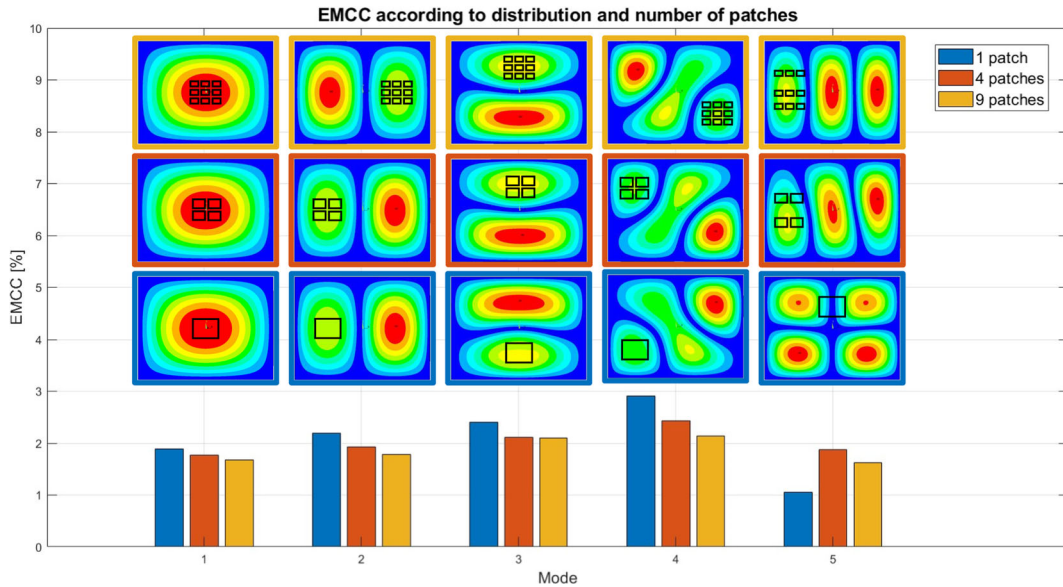 EMCC according to distribution and number of patches
10
9
8
7
6
5
4
3
2
1
0
EMCC [%]
1 patch
4 patches
9 patches
1
2
3
4
5
Mode